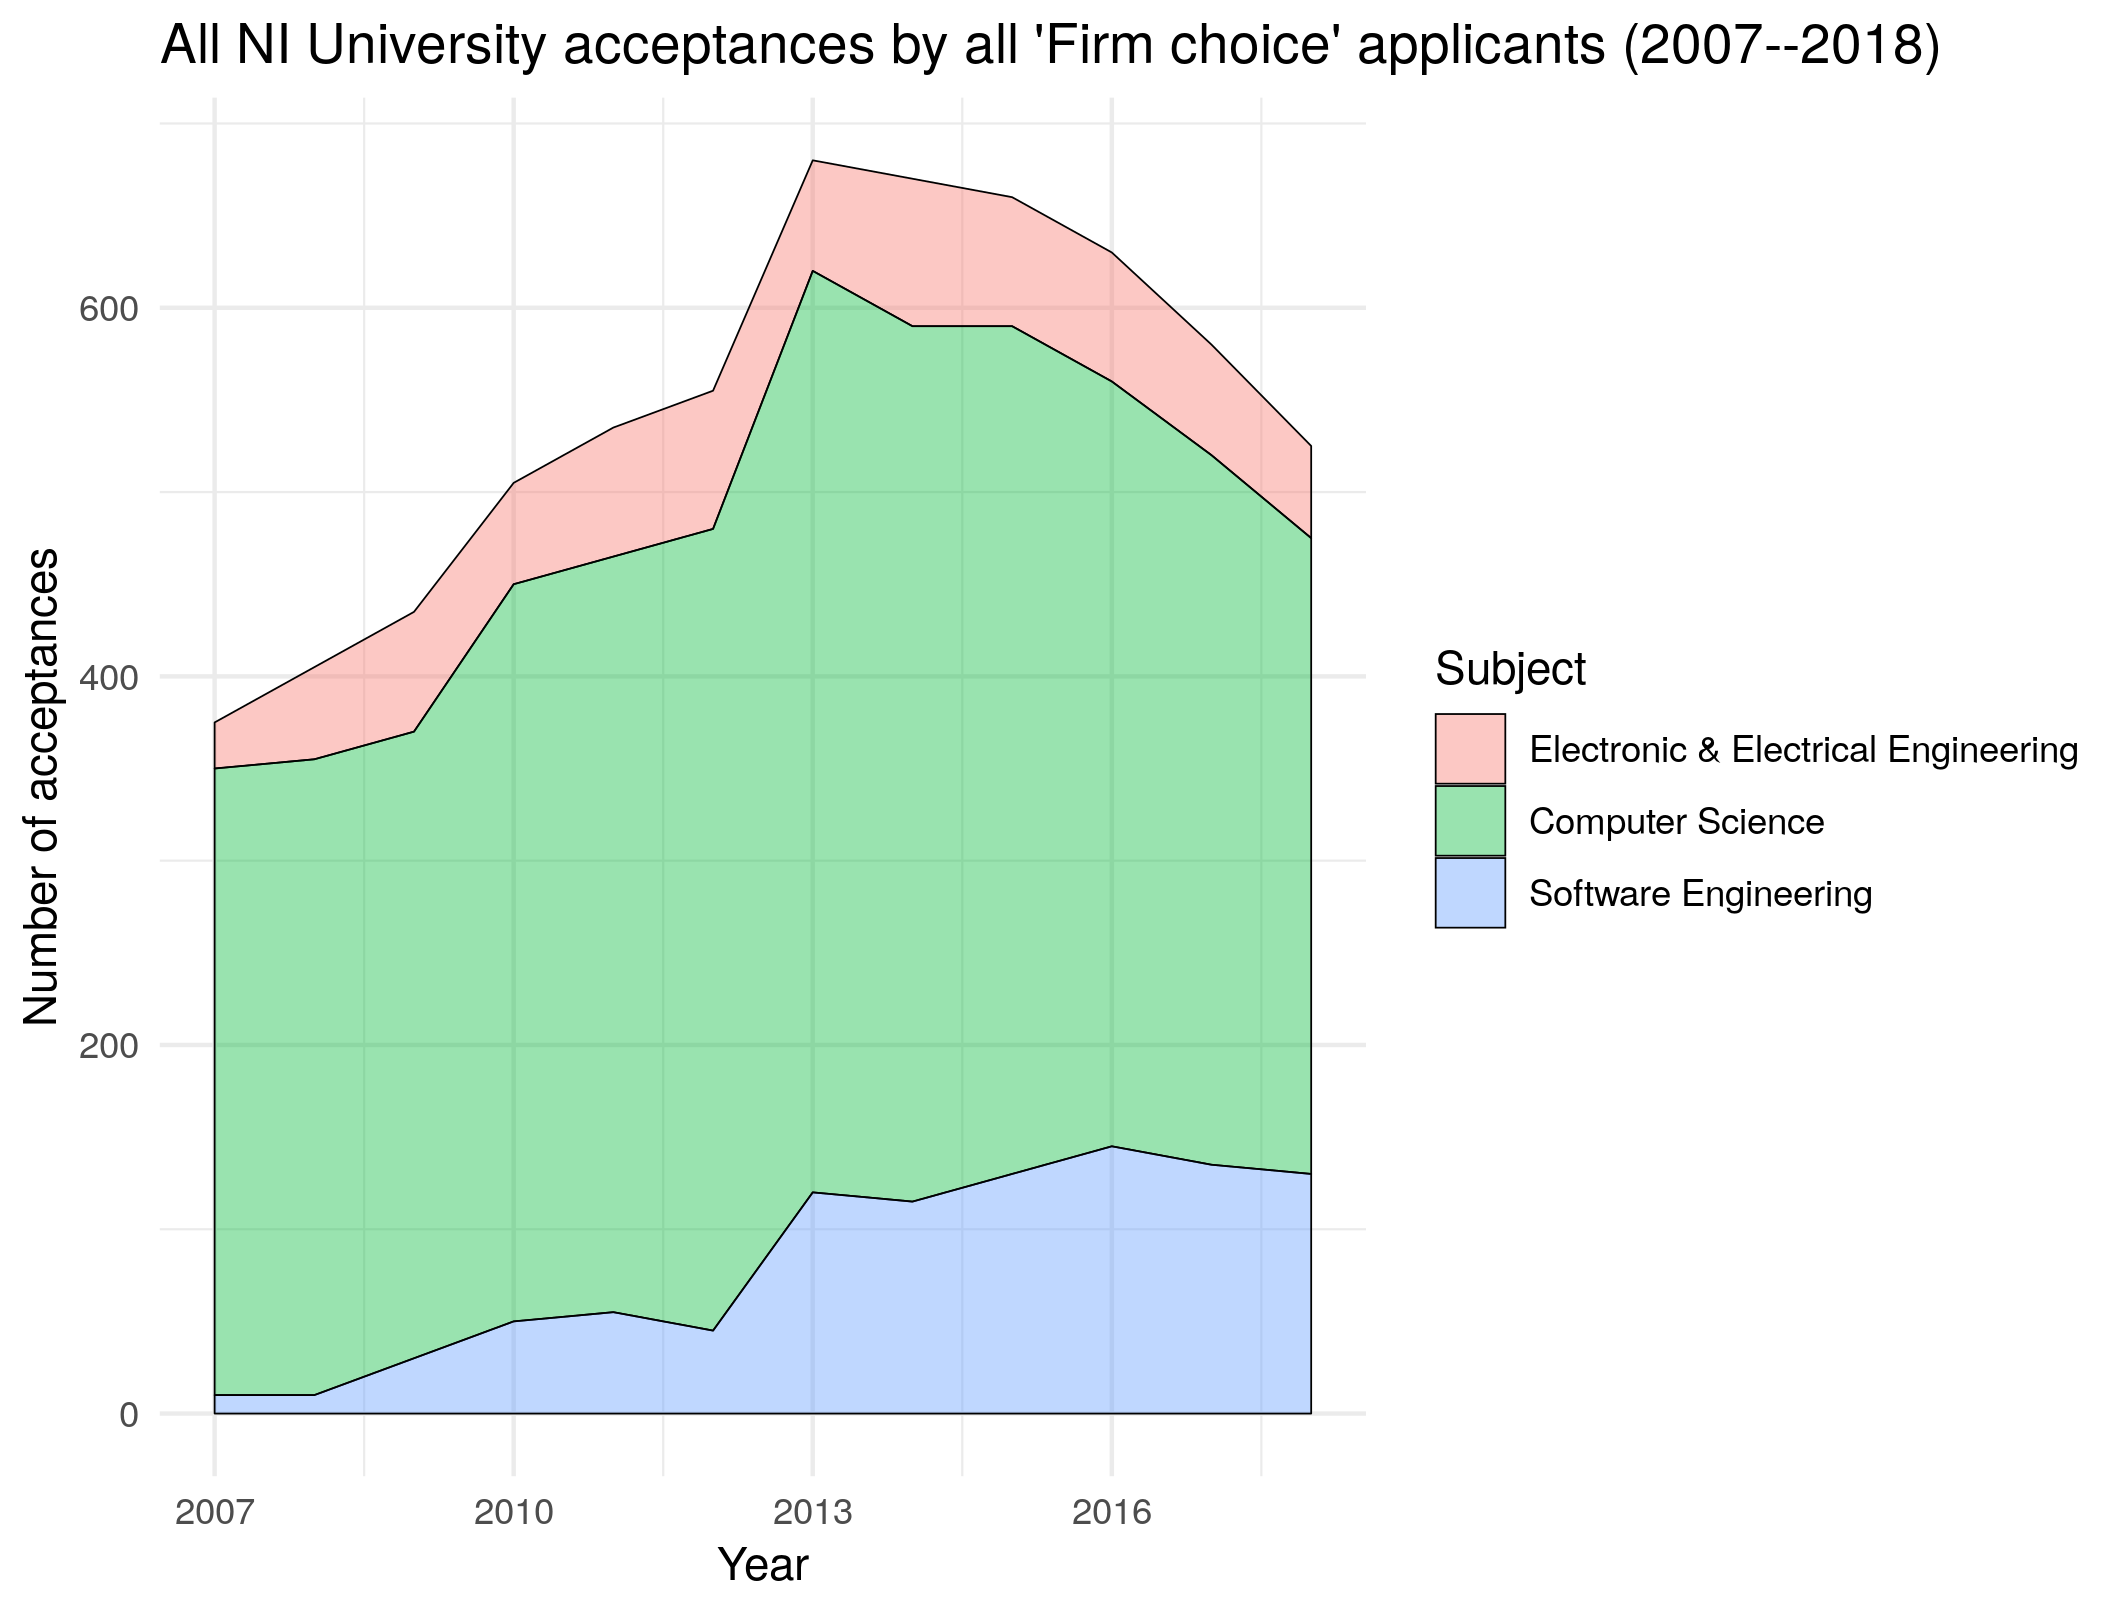 All NI University acceptances by all 'Firm choice' applicants (2007--2018)
Number of acceptances
600
400
200
0
2007 2010 2013 2016
Year
Subject
Electronic & Electrical Engineering
Computer Science
Software Engineering